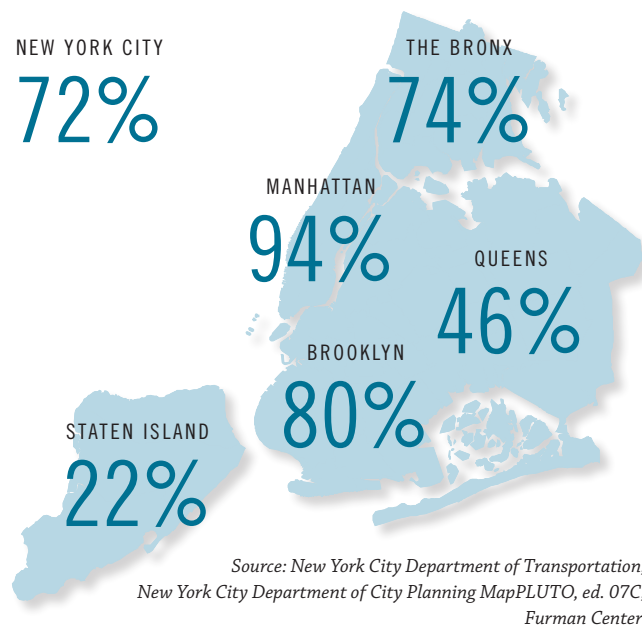 NEW YORK CITY
72%
THE BRONX
74%
MANHATTAN
94%
QUEENS
46%
BROOKLYN
80%
STATEN ISLAND
22%
Source: New York City Department of Transportation,
New York City Department of City Planning MapPLUTO, ed. 07C,
Furman Center